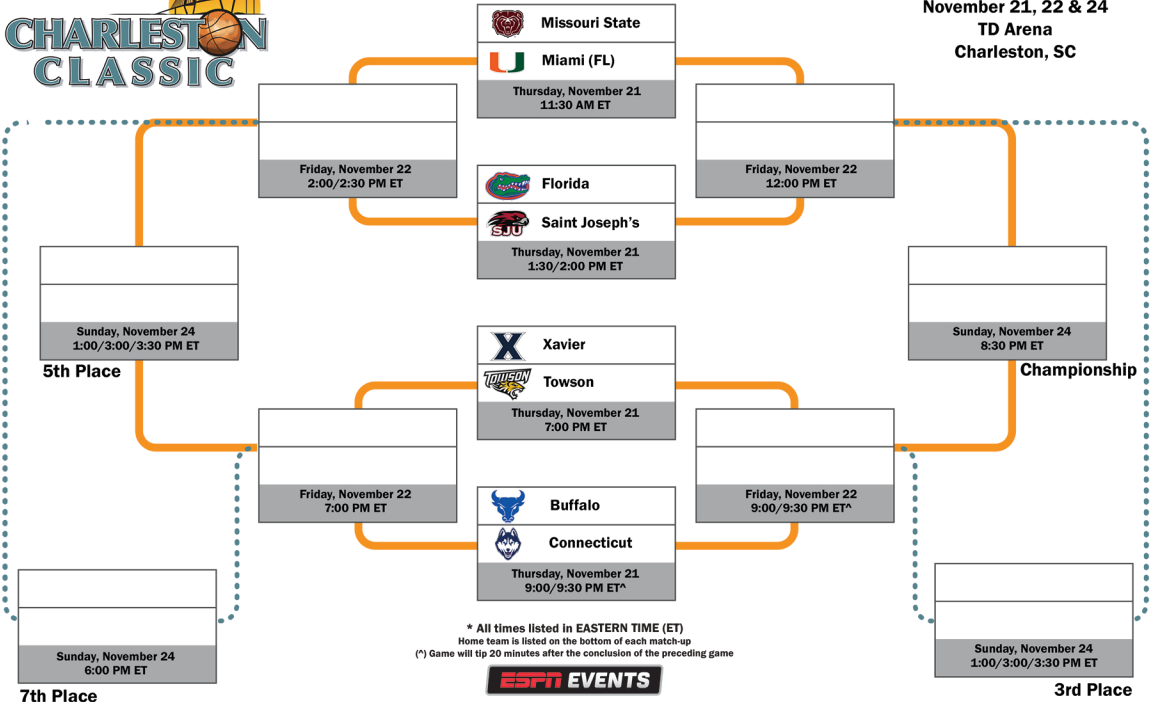 CHARLESTON
CLASSIC
November 21, 22 & 24
TD Arena
Charleston, SC
Missouri State
Miami (FL)
Thursday, November 21
11:30 AM ET
Friday, November 22
2:00/2:30 PM ET
Friday, November 22
12:00 PM ET
Florida
SJU
Saint Joseph's
Thursday, November 21
1:30/2:00 PM ET
Sunday, November 24
1:00/3:00/3:30 PM ET
5th Place
Sunday, November 24
8:30 PM ET
Championship
X
Xavier
TOWSON
Towson
Thursday, November 21
7:00 PM ET
Friday, November 22
7:00 PM ET
Friday, November 22
9:00/9:30 PM ET^
Buffalo
Connecticut
Thursday, November 21
9:00/9:30 PM ET^
Sunday, November 24
6:00 PM ET
7th Place
Sunday, November 24
1:00/3:00/3:30 PM ET
3rd Place
* All times listed in EASTERN TIME (ET)
Home team is listed on the bottom of each match-up
(^) Game will tip 20 minutes after the conclusion of the preceding game
ESPN EVENTS